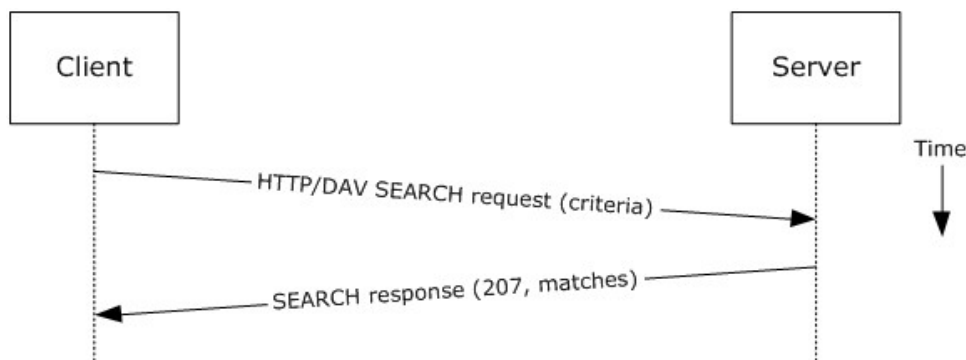 Client
Server
Time
HTTP/DAV SEARCH request (criteria)
SEARCH response (207, matches)